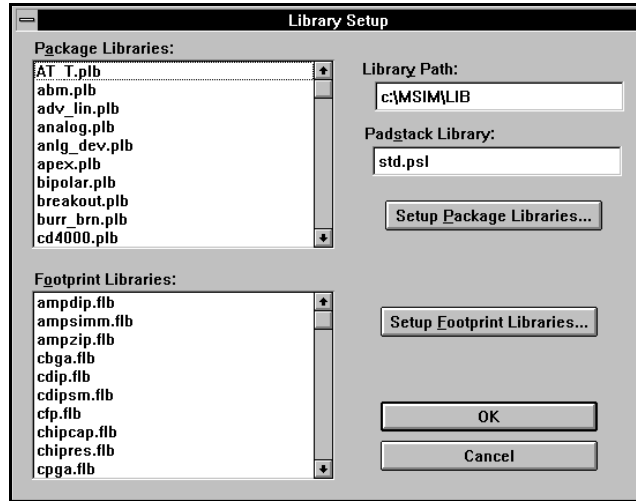 Library Setup
Package Libraries:
AT_T.plb
abm.plb
adv_lin.plb
analog.plb
anlg_dev.plb
apex.plb
bipolar.plb
breakout.plb
burr_brn.plb
cd4000.plb
Library Path:
c:\MSIM\LIB
Padstack Library:
std.psl
Setup Package Libraries...
Footprint Libraries:
ampdip.flb
ampsimm.flb
ampzip.flb
cbga.flb
cdip.flb
cdipsm.flb
cfp.flb
chipcap.flb
chipres.flb
cpga.flb
Setup Footprint Libraries...
OK
Cancel